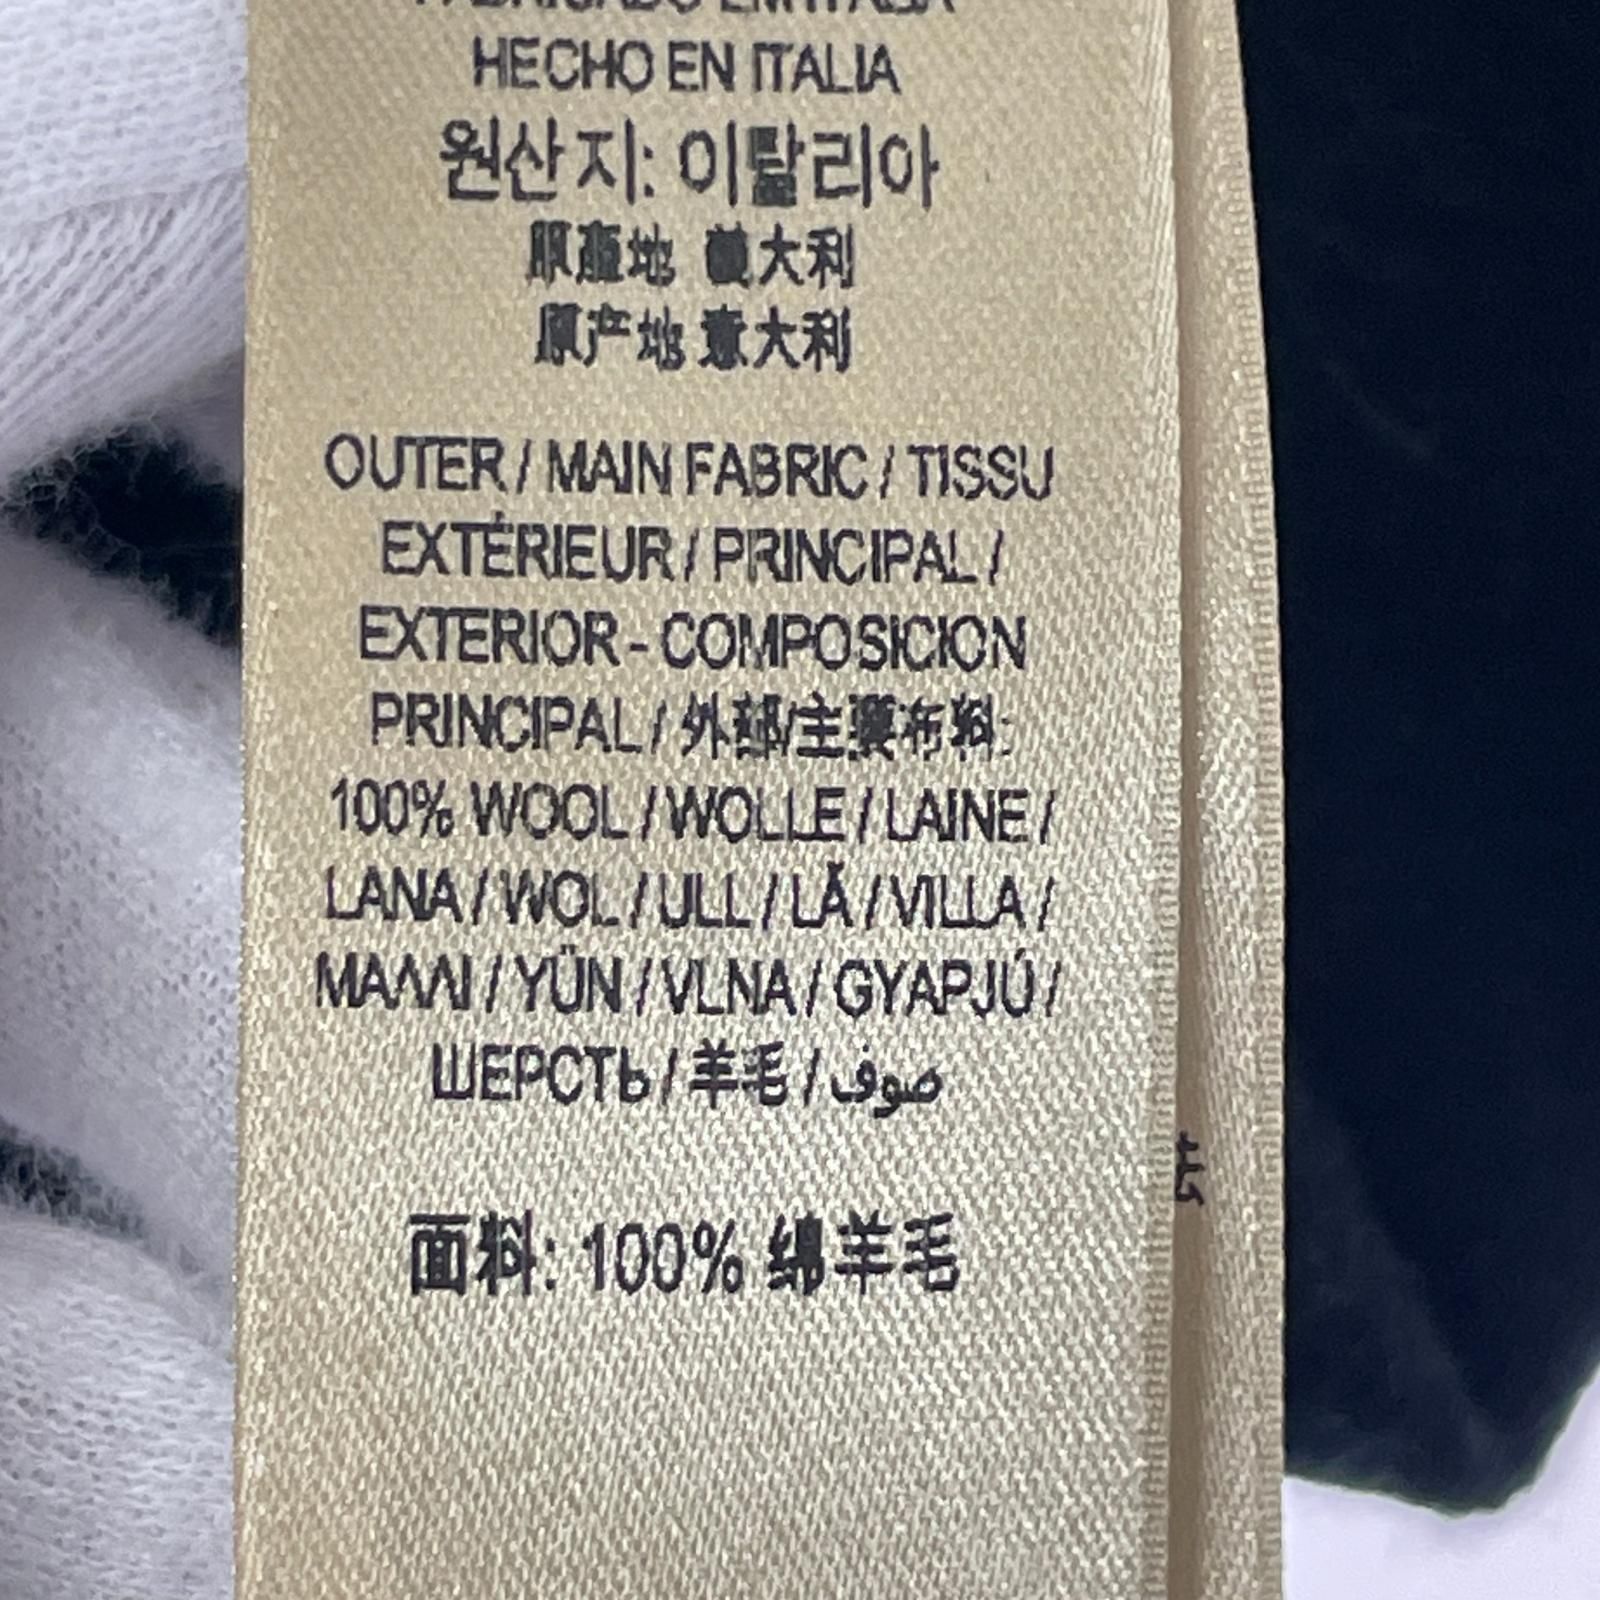 FABRICADO EM ITALIA
HECHO EN ITALIA
원산지: 이탈리아
原產地 義大利
原产地 意大利
OUTER / MAIN FABRIC / TISSU
EXTÉRIEUR / PRINCIPAL /
EXTERIOR - COMPOSICION
PRINCIPAL / 外部/主要布料:
100% WOOL / WOLLE / LAINE /
LANA / WOL / ULL / LÃ / VILLA /
ΜΑΛΛΙ / YÜN / VLNA / GYAPJÚ /
ШЕРСТЬ / 羊毛 / صوف
面料: 100% 绵羊毛